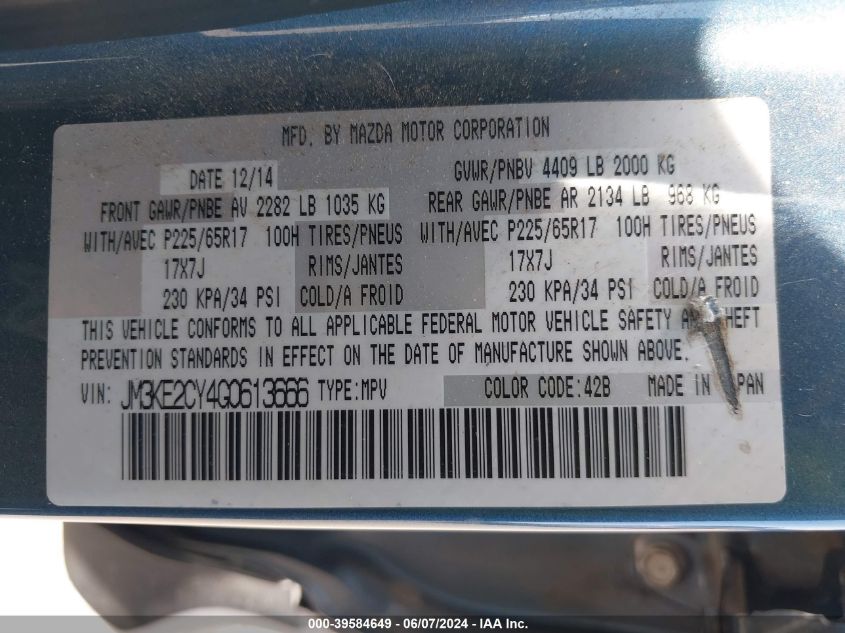 MFD. BY MAZDA MOTOR CORPORATION
DATE 12/14 GVWR/PNBV 4409 LB 2000 KG
FRONT GAWR/PNBE AV 2282 LB 1035 KG REAR GAWR/PNBE AR 2134 LB 968 KG
WITH/AVEC P225/65R17 100H TIRES/PNEUS WITH/AVEC P225/65R17 100H TIRES/PNEUS
17X7J RIMS/JANTES 17X7J RIMS/JANTES
230 KPA/34 PSI COLD/A FROID 230 KPA/34 PSI COLD/A FROID
THIS VEHICLE CONFORMS TO ALL APPLICABLE FEDERAL MOTOR VEHICLE SAFETY AND THEFT
PREVENTION STANDARDS IN EFFECT ON THE DATE OF MANUFACTURE SHOWN ABOVE.
VIN: JM3KE2CY4G0613666 TYPE:MPV COLOR CODE:42B MADE IN JAPAN
000-39584649 - 06/07/2024 - IAA Inc.